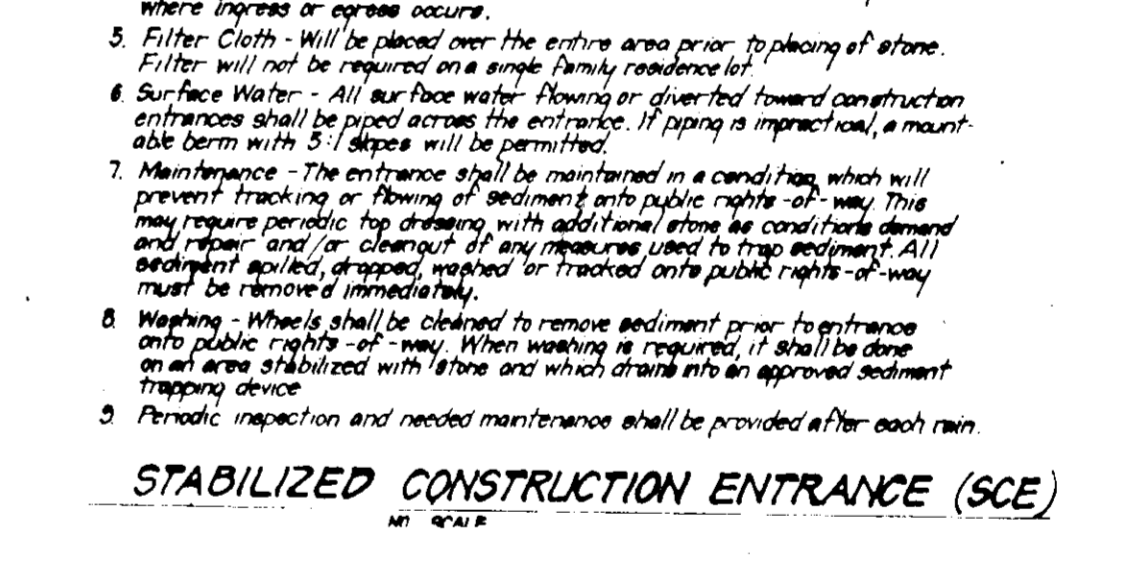 where ingress or egress occurs.
5. Filter Cloth - Will be placed over the entire area prior to placing of stone.
Filter will not be required on a single family residence lot.
6. Surface Water - All surface water flowing or diverted toward construction
entrances shall be piped across the entrance. If piping is impractical, a mount-
able berm with 5:1 slopes will be permitted.
7. Maintenance - The entrance shall be maintained in a condition which will
prevent tracking or flowing of sediment onto public rights-of-way. This
may require periodic top dressing with additional stone as conditions demand
and repair and/or cleanout of any measures used to trap sediment. All
sediment spilled, dropped, washed or tracked onto public rights-of-way
must be removed immediately.
8. Washing - Wheels shall be cleaned to remove sediment prior to entrance
onto public rights-of-way. When washing is required, it shall be done
on an area stabilized with stone and which drains into an approved sediment
trapping device
9. Periodic inspection and needed maintenance shall be provided after each rain.
STABILIZED CONSTRUCTION ENTRANCE (SCE)
NO SCALE